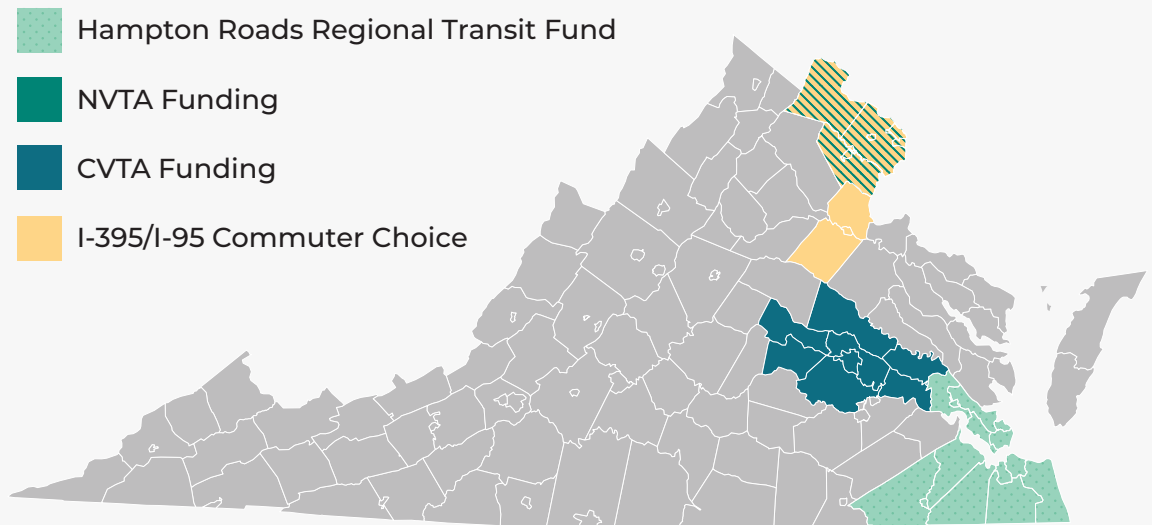 Hampton Roads Regional Transit Fund
NVTA Funding
CVTA Funding
I-395/I-95 Commuter Choice